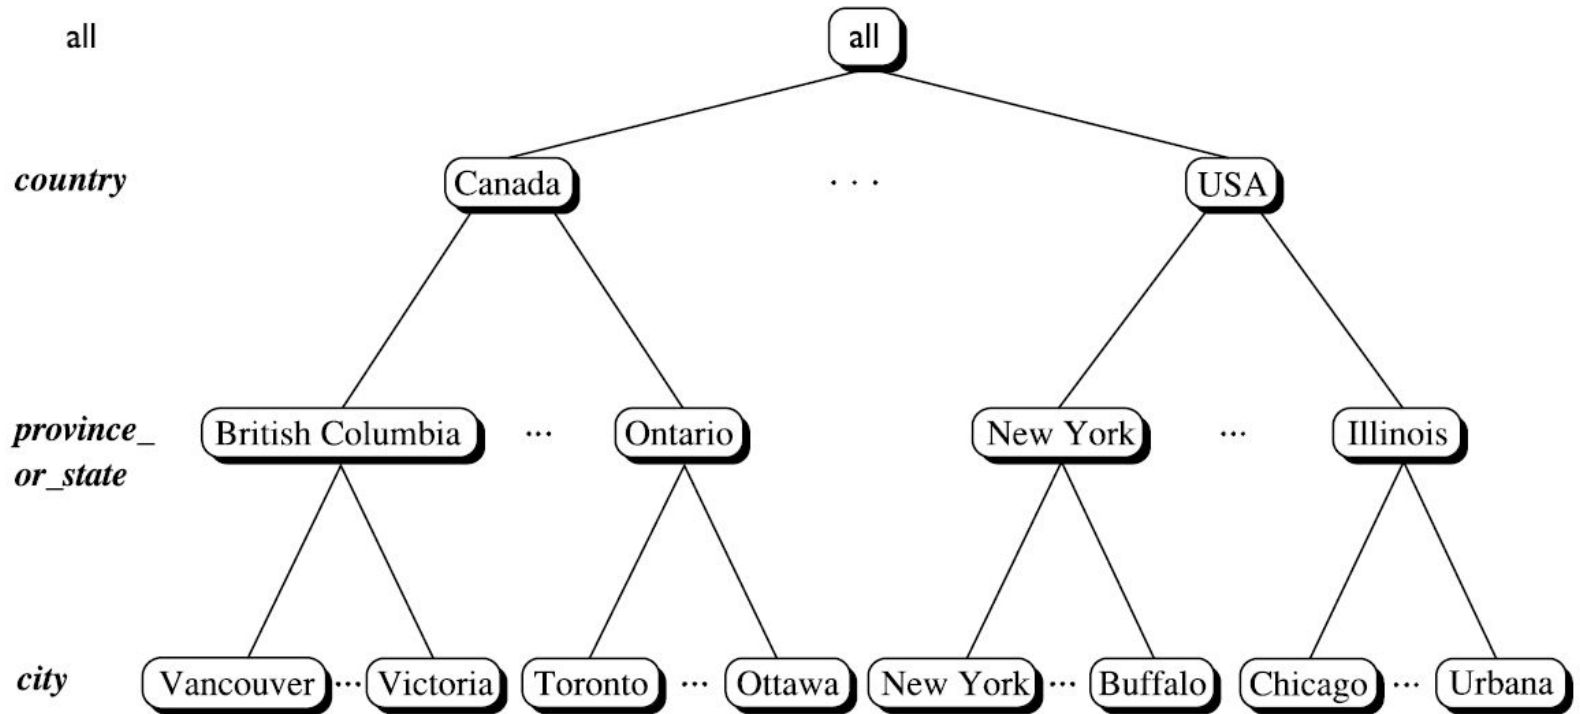 all all
country Canada . . . USA
province_ British Columbia ... Ontario New York ... Illinois
or_state
city Vancouver ... Victoria Toronto ... Ottawa New York ... Buffalo Chicago ... Urbana